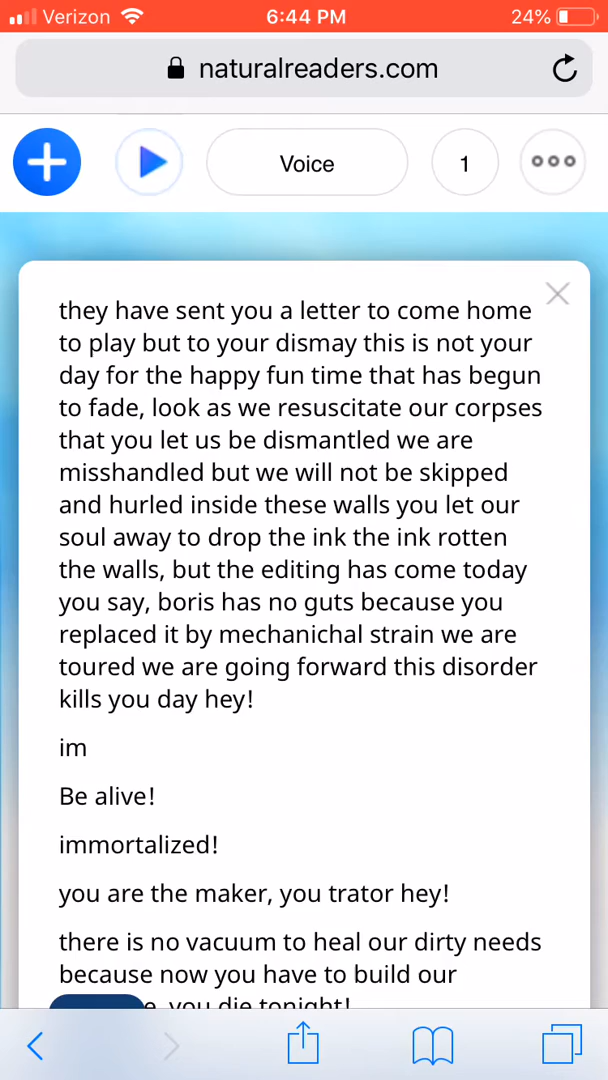 Verizon 6:44 PM 24%
naturalreaders.com
Voice 1
they have sent you a letter to come home
to play but to your dismay this is not your
day for the happy fun time that has begun
to fade, look as we resuscitate our corpses
that you let us be dismantled we are
misshandled but we will not be skipped
and hurled inside these walls you let our
soul away to drop the ink the ink rotten
the walls, but the editing has come today
you say, boris has no guts because you
replaced it by mechanichal strain we are
toured we are going forward this disorder
kills you day hey!
im
Be alive!
immortalized!
you are the maker, you trator hey!
there is no vacuum to heal our dirty needs
because now you have to build our
you die tonight!